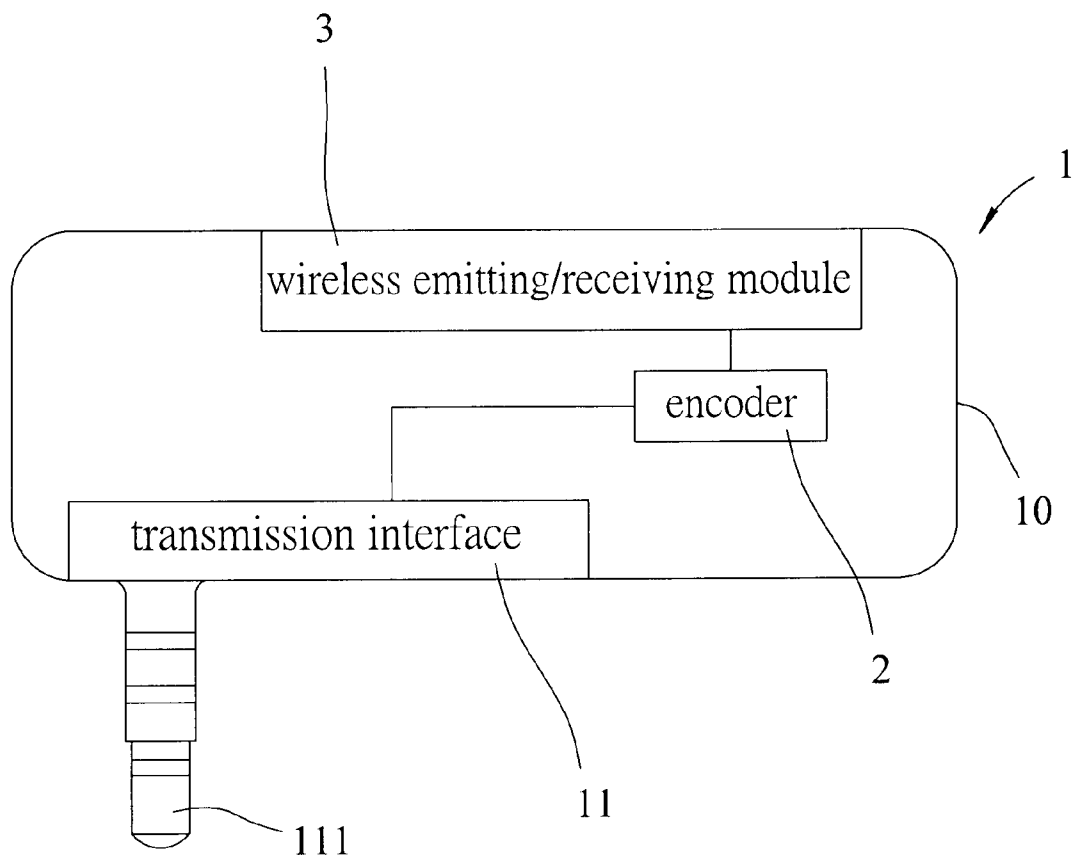 3
1
wireless emitting/receiving module
encoder
10
transmission interface
2
11
111